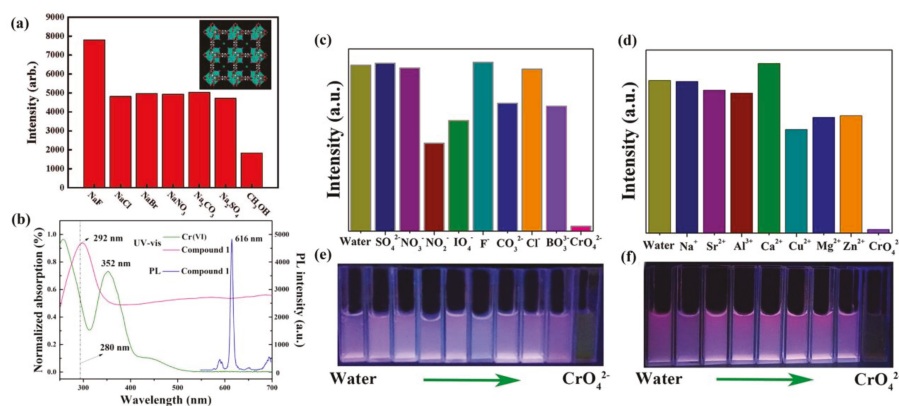 (a)
Intensity (arb.)
9000
8000
7000
6000
5000
4000
3000
2000
1000
0
NaF
NaCl
NaBr
NaNO3
Na2CO3
Na2SO4
CH3OH
(b)
Normalized absorption (%)
1.0
0.8
0.6
0.4
0.2
0.0
292 nm
352 nm
280 nm
UV-vis
Cr(VI)
Compound 1
PL
Compound 1
616 nm
5000
4000
3000
2000
1000
0
PL intensity (a.u.)
300
400
500
600
700
Wavelength (nm)
(c)
Intensity (a.u.)
Water SO4 2- NO3 - NO2 - IO4 - F- CO3 2- Cl- BO3 3- CrO4 2-
(d)
Intensity (a.u.)
Water Na+ Sr2+ Al3+ Ca2+ Cu2+ Mg2+ Zn2+ CrO4 2-
(e)
Water
CrO4 2-
(f)
Water
CrO4 2